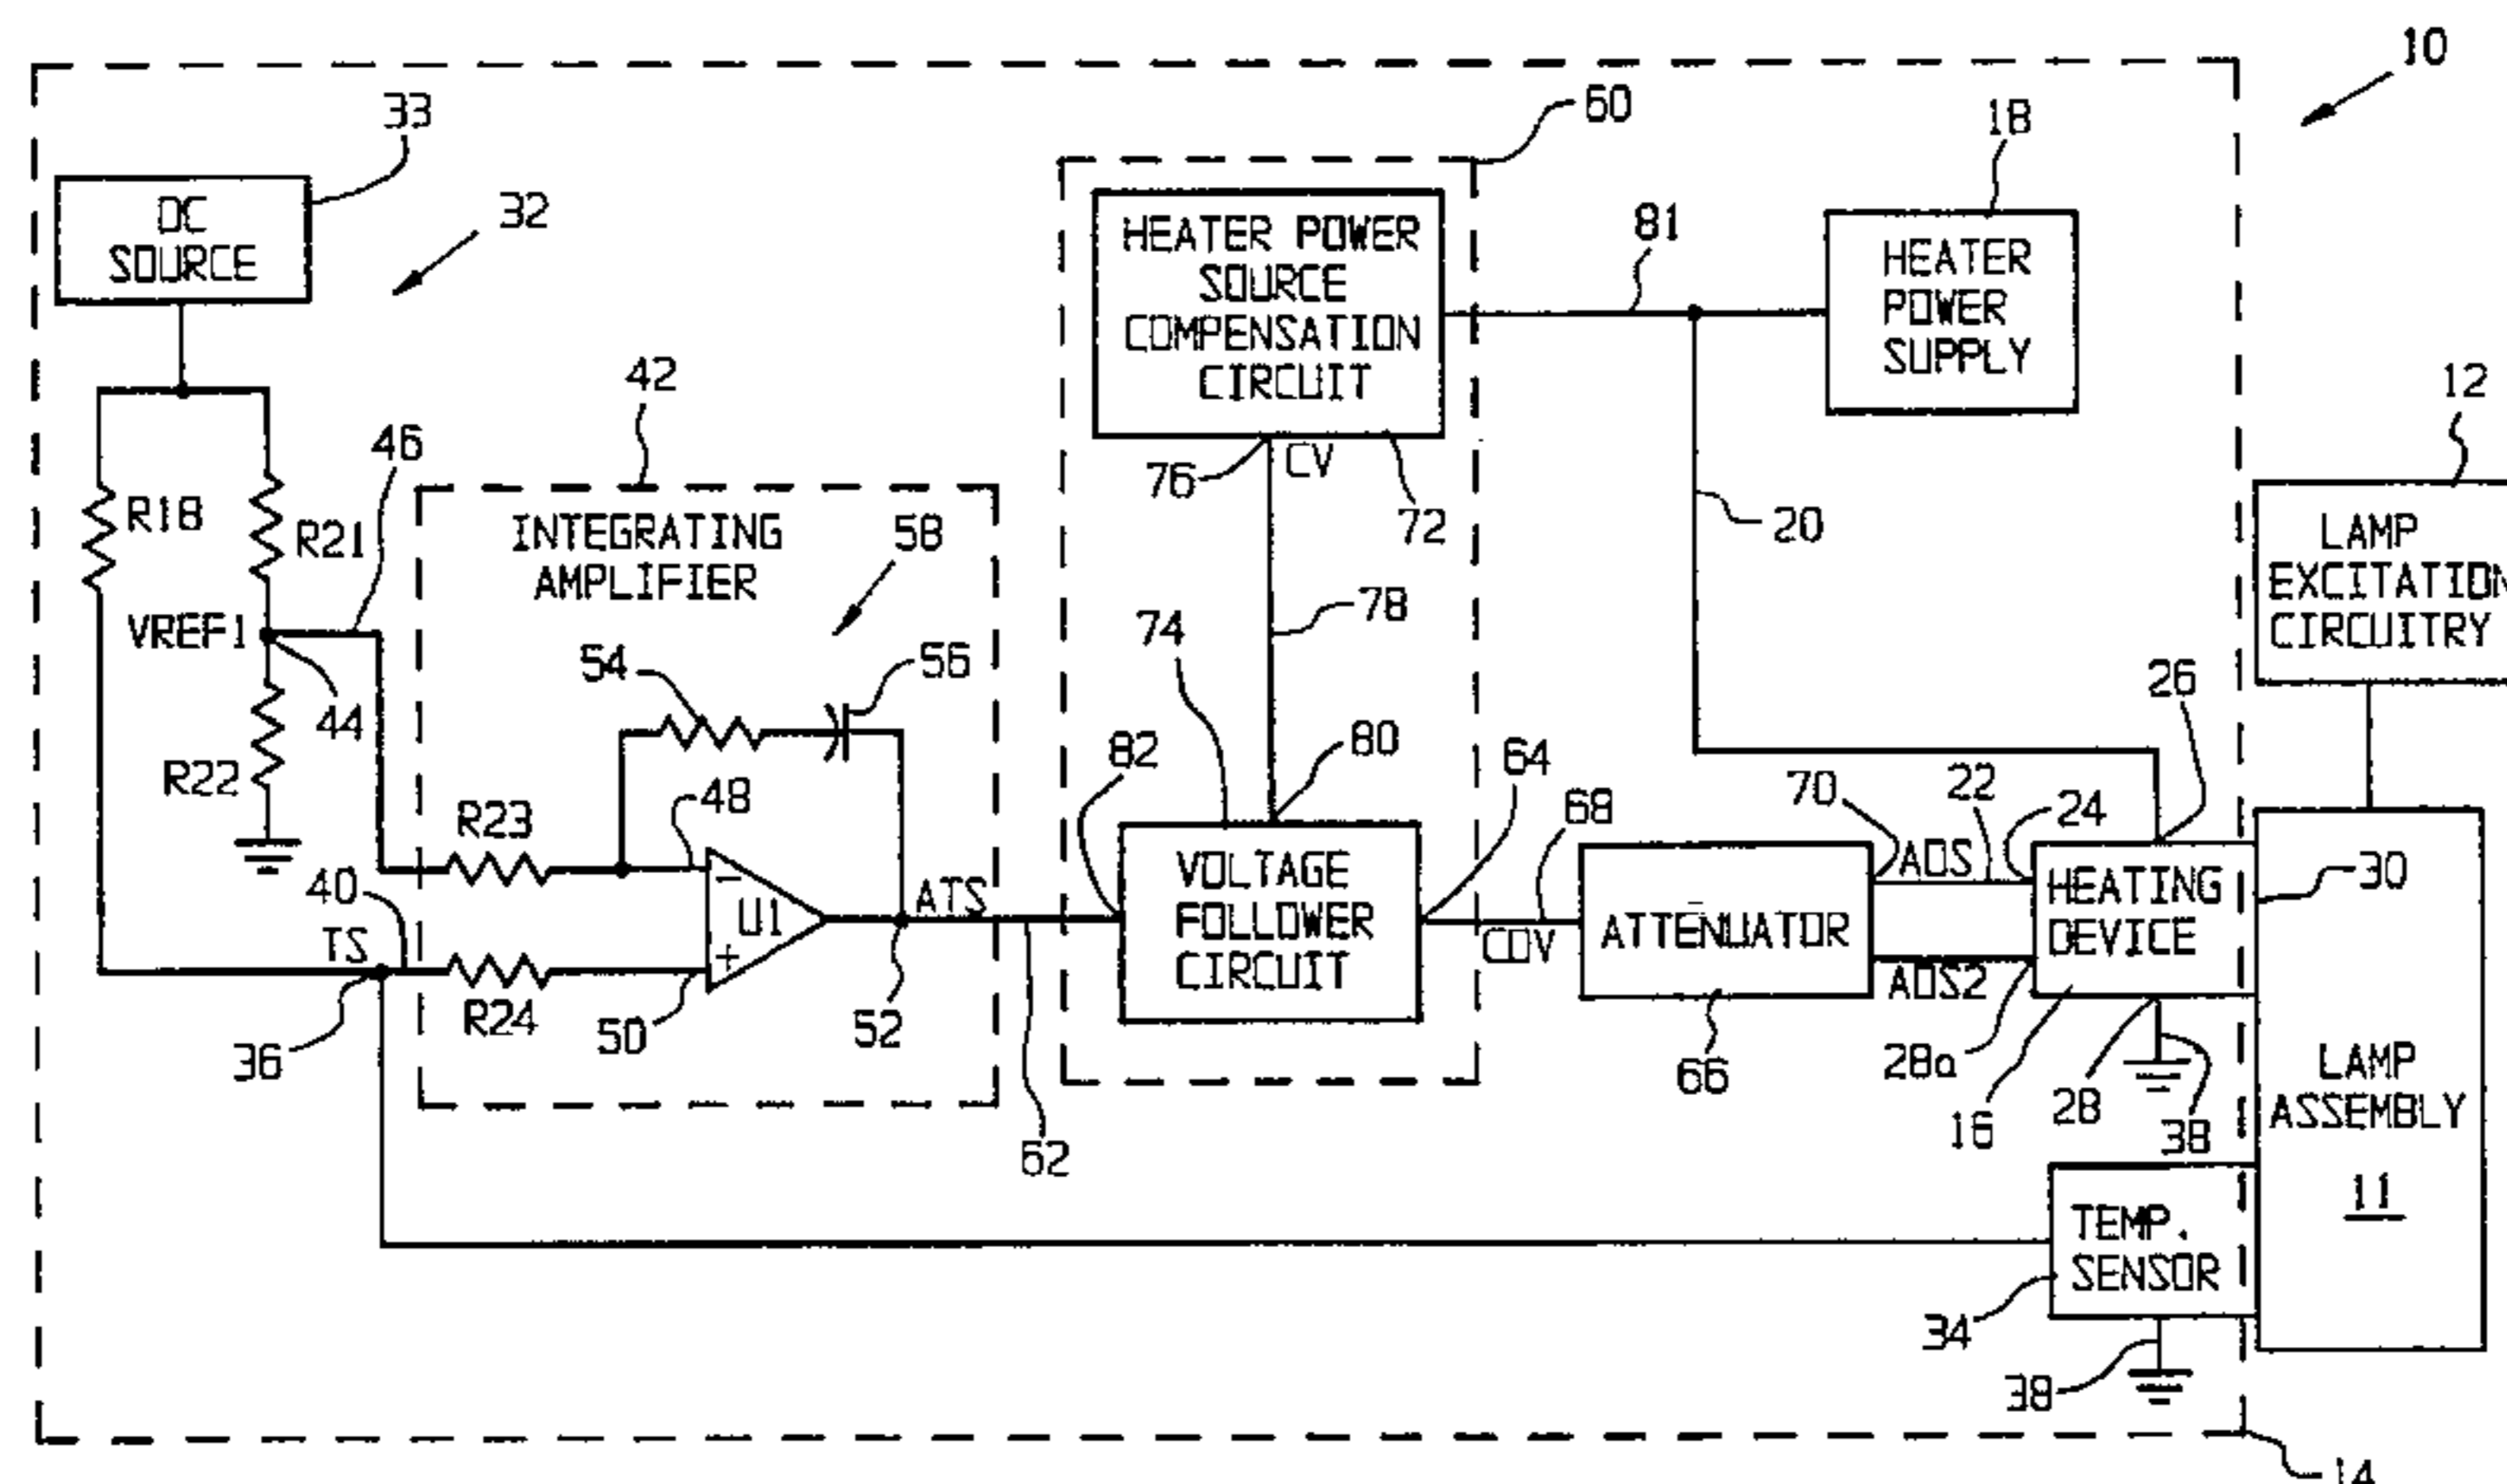 10
33
60
18
DC
SOURCE
32
HEATER POWER
SOURCE
COMPENSATION
CIRCUIT
81
HEATER
POWER
SUPPLY
42
12
46
76
CV
72
R18
R21
INTEGRATING
AMPLIFIER
58
20
LAMP
EXCITATION
CIRCUITRY
VREF1
74
78
54
56
26
44
82
80
64
R22
48
70
22
24
R23
68
ADS
40
ATS
VOLTAGE
FOLLOWER
CIRCUIT
ATTENUATOR
HEATING
DEVICE
30
TS
U1
CDV
ADS2
R24
50
52
36
66
28a
16
28
38
LAMP
ASSEMBLY
11
62
TEMP.
SENSOR
34
38
14